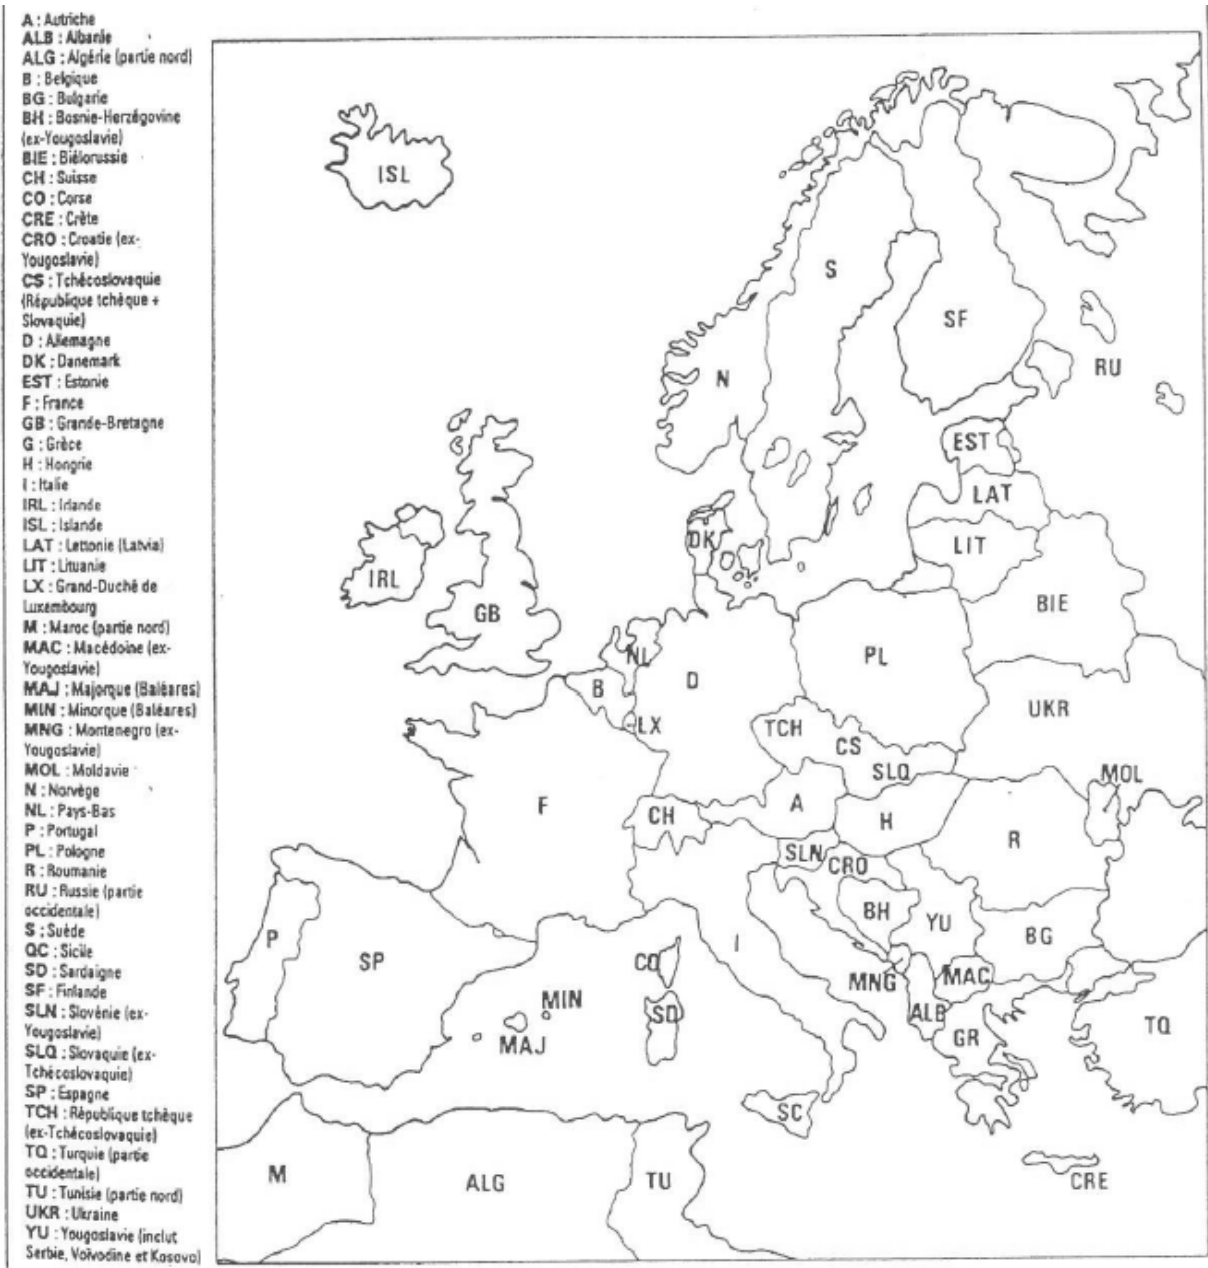 A : Autriche
ALB : Albanie
ALG : Algérie (partie nord)
B : Belgique
BG : Bulgarie
BH : Bosnie-Herzégovine
(ex-Yougoslavie)
BIE : Biélorussie
CH : Suisse
CO : Corse
CRE : Crète
CRO : Croatie (ex-
Yougoslavie)
CS : Tchécoslovaquie
(République tchèque +
Slovaquie)
D : Allemagne
DK : Danemark
EST : Estonie
F : France
GB : Grande-Bretagne
G : Grèce
H : Hongrie
I : Italie
IRL : Irlande
ISL : Islande
LAT : Lettonie (Latvia)
LIT : Lituanie
LX : Grand-Duché de
Luxembourg
M : Maroc (partie nord)
MAC : Macédoine (ex-
Yougoslavie)
MAJ : Majorque (Baléares)
MIN : Minorque (Baléares)
MNG : Montenegro (ex-
Yougoslavie)
MOL : Moldavie
N : Norvège
NL : Pays-Bas
P : Portugal
PL : Pologne
R : Roumanie
RU : Russie (partie
occidentale)
S : Suède
QC : Sicile
SD : Sardaigne
SF : Finlande
SLN : Slovénie (ex-
Yougoslavie)
SLQ : Slovaquie (ex-
Tchécoslovaquie)
SP : Espagne
TCH : République tchèque
(ex-Tchécoslovaquie)
TQ : Turquie (partie
occidentale)
TU : Tunisie (partie nord)
UKR : Ukraine
YU : Yougoslavie (inclut
Serbie, Voïvodine et Kosovo)
ISL
S
SF
RU
N
EST
LAT
LIT
DK
IRL
GB
BIE
NL
PL
B
D
UKR
LX
TCH
CS
SLQ
MOL
F
CH
A
H
R
SLN
CRO
BH
YU
BG
P
SP
CO
I
MNG
MAC
MIN
MAJ
SD
ALB
GR
TQ
SC
M
ALG
TU
CRE